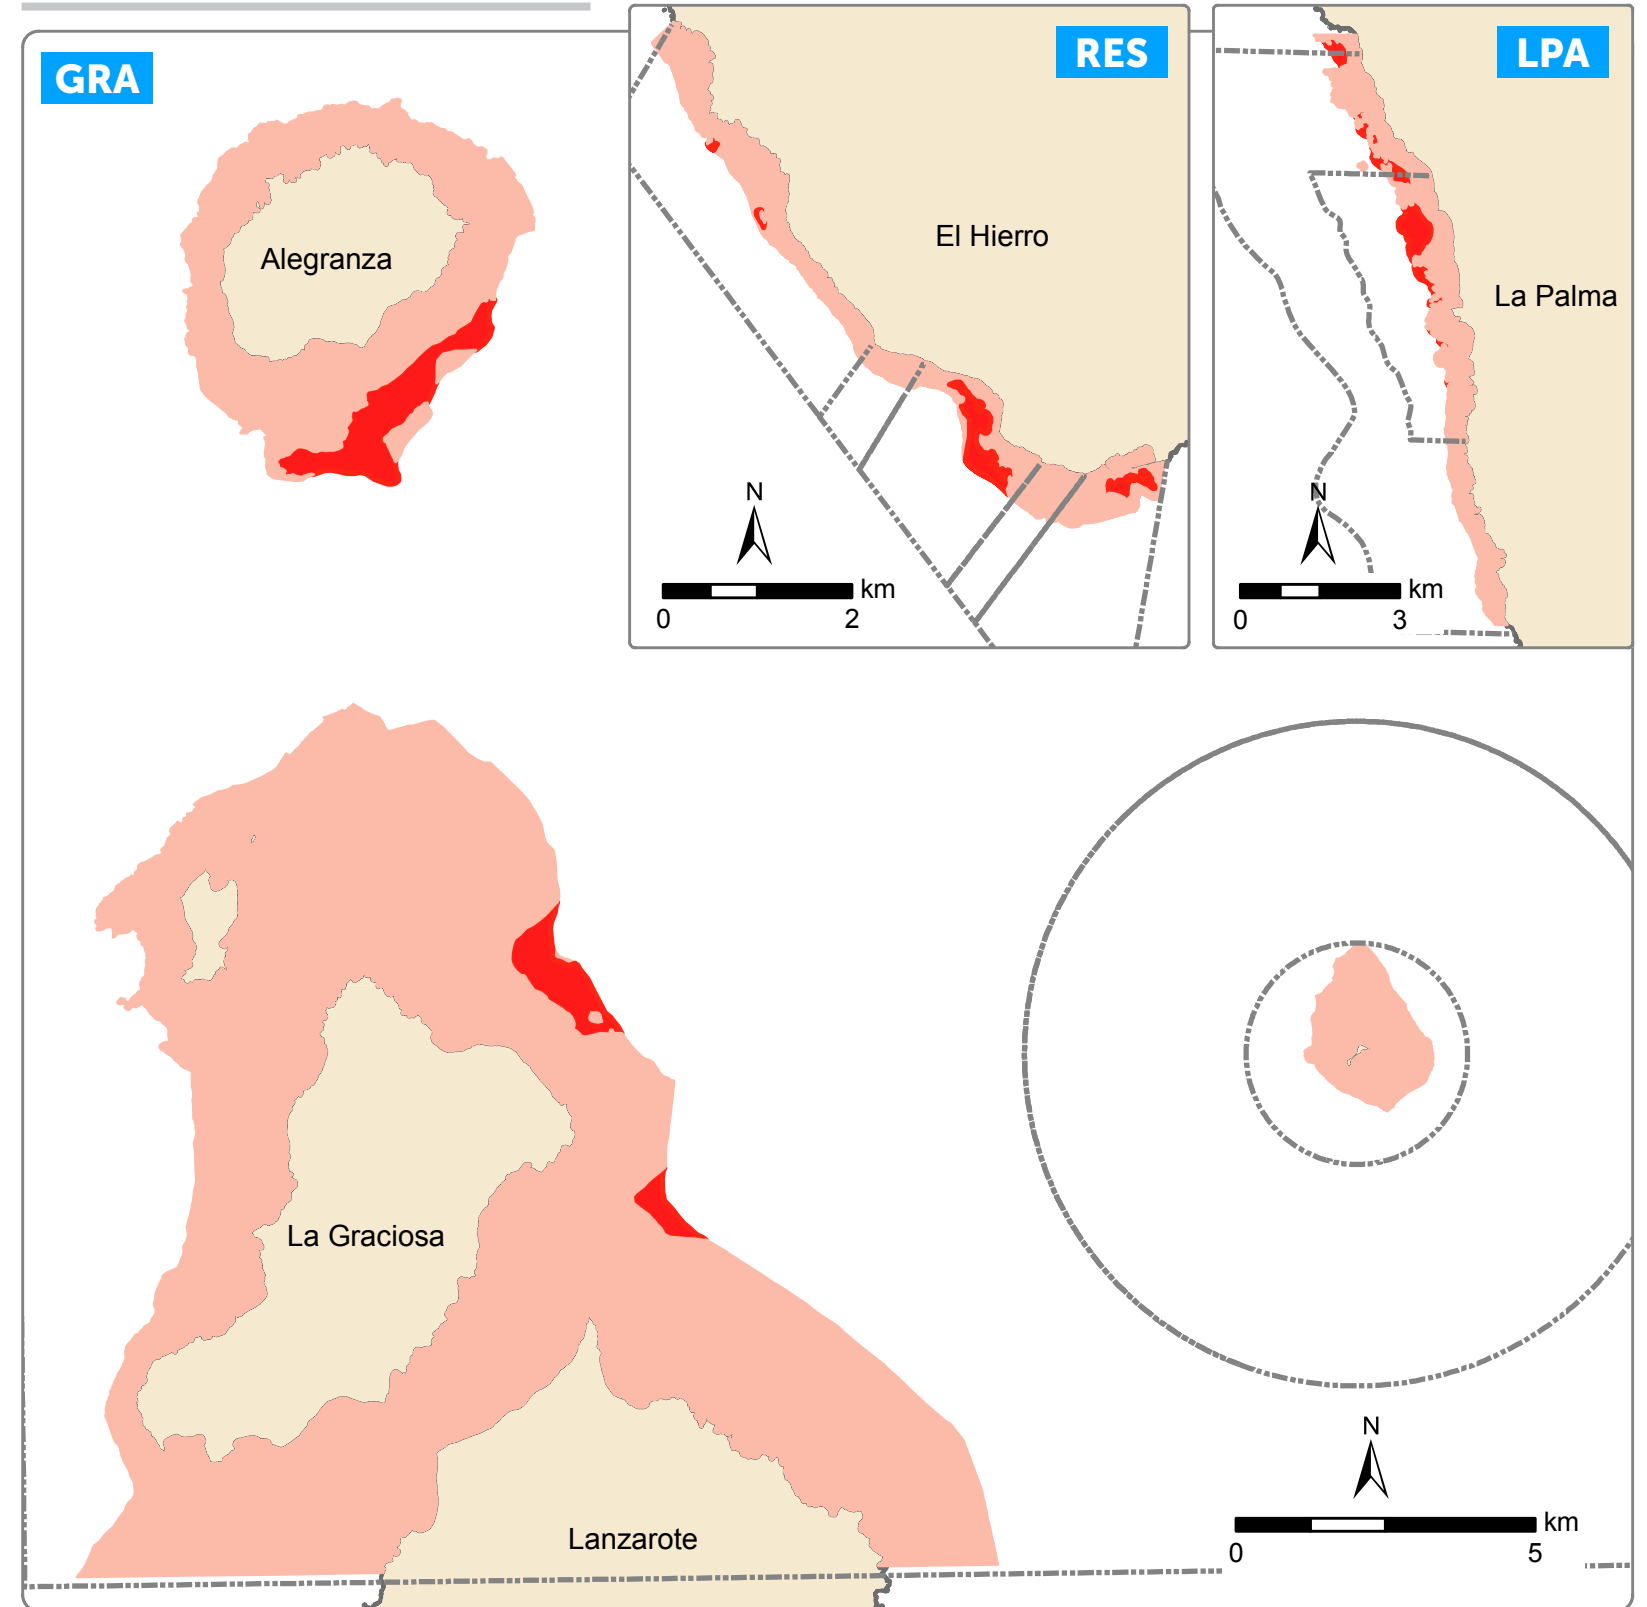 GRA
RES
LPA
Alegranza
El Hierro
La Palma
N
km
0 2
N
km
0 3
La Graciosa
Lanzarote
N
km
0 5